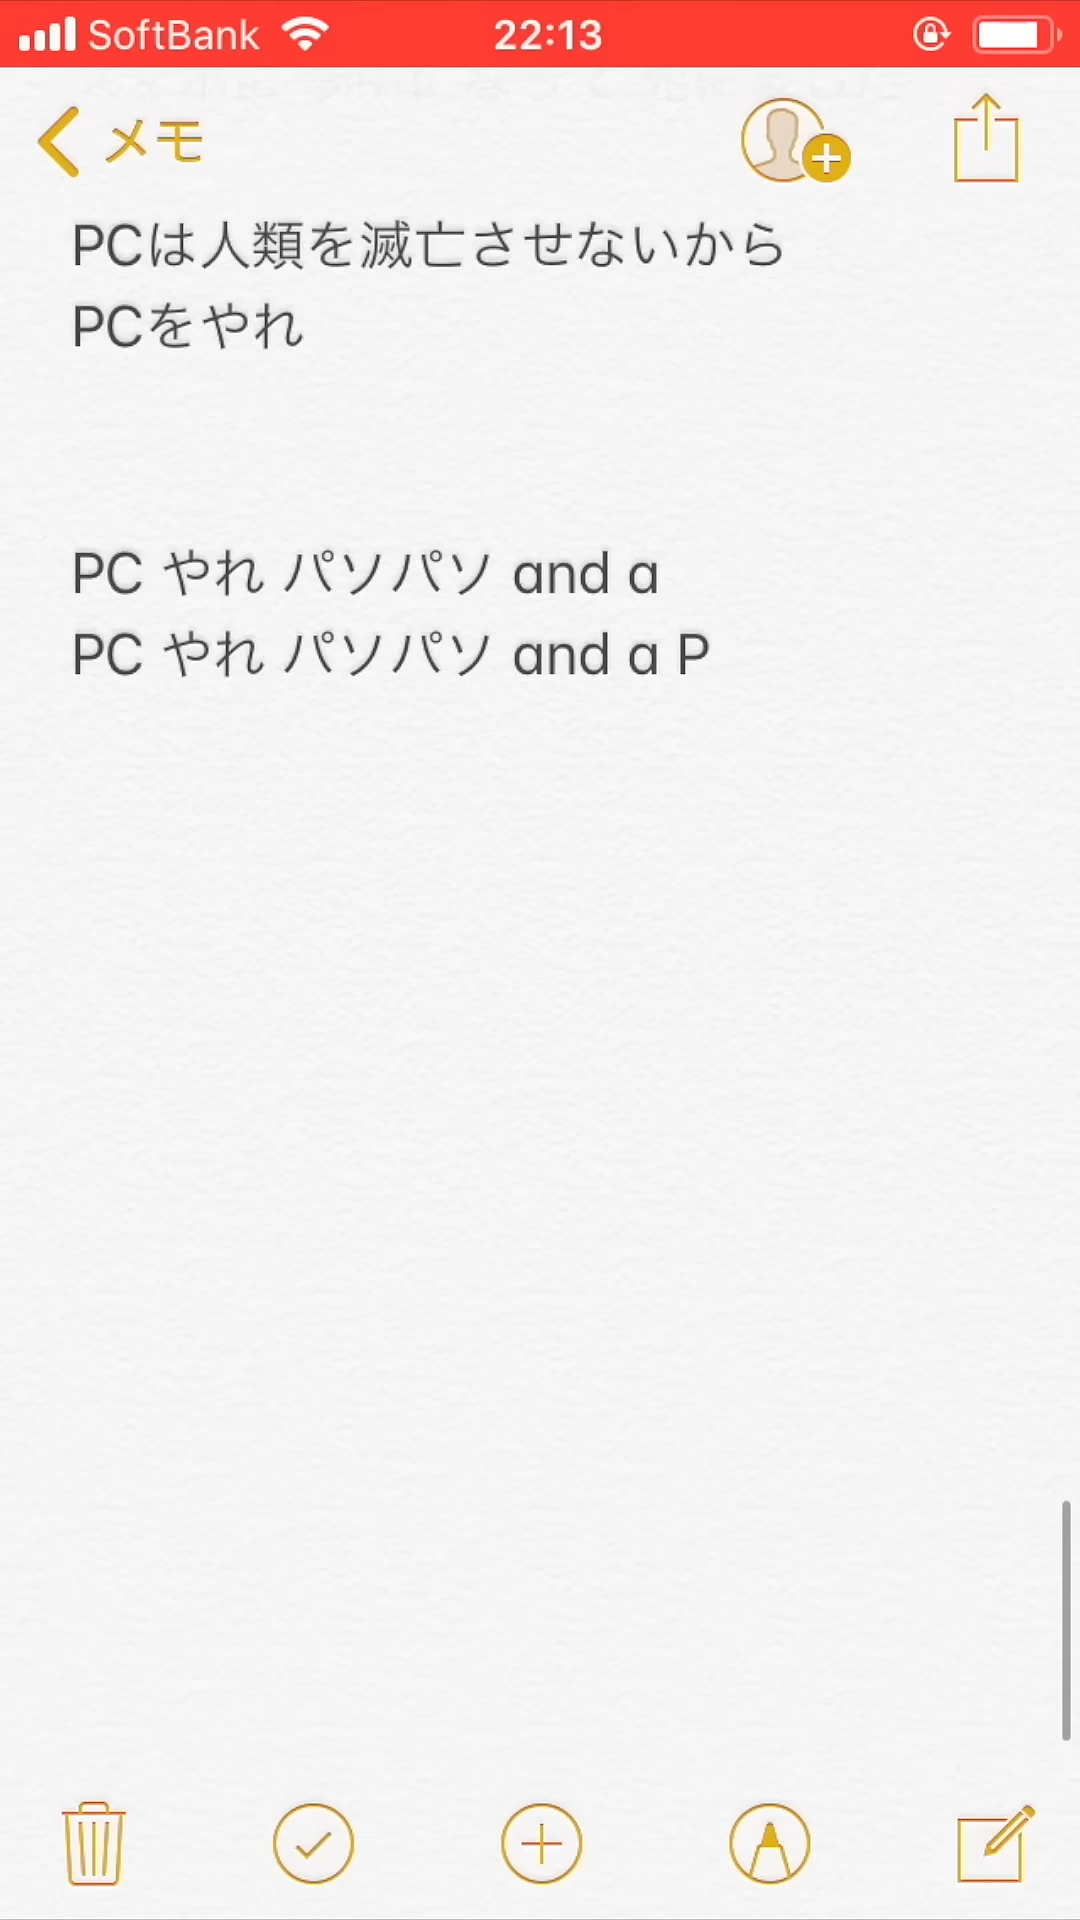 SoftBank 22:13
メモ
PCは人類を滅亡させないから
PCをやれ
PC やれ パソパソ and a
PC やれ パソパソ and a P